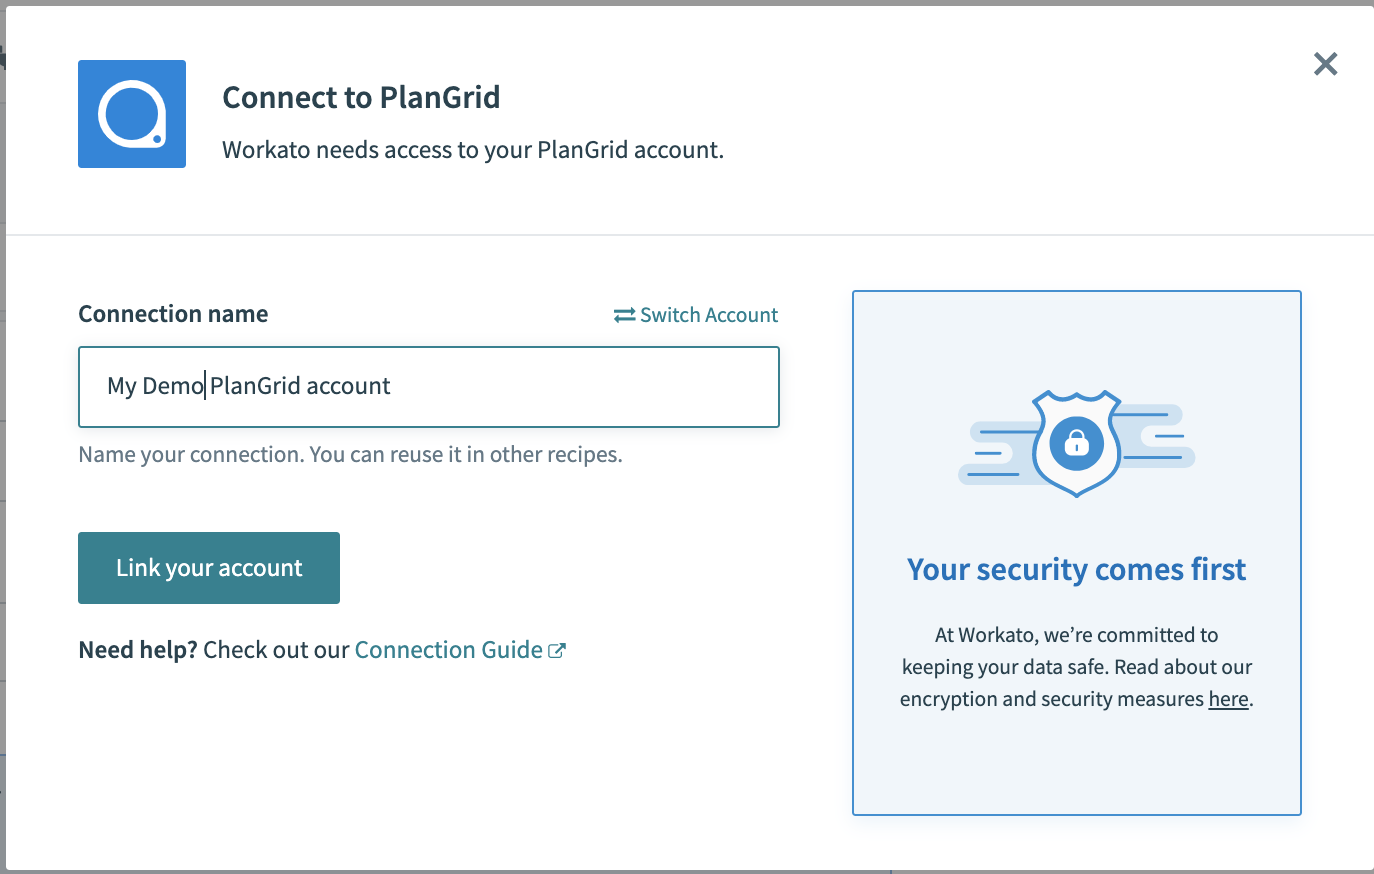 Connect to PlanGrid
Workato needs access to your PlanGrid account.
Connection name
Switch Account
My Demo PlanGrid account
Name your connection. You can reuse it in other recipes.
Link your account
Need help? Check out our Connection Guide
Your security comes first
At Workato, we’re committed to
keeping your data safe. Read about our
encryption and security measures here.